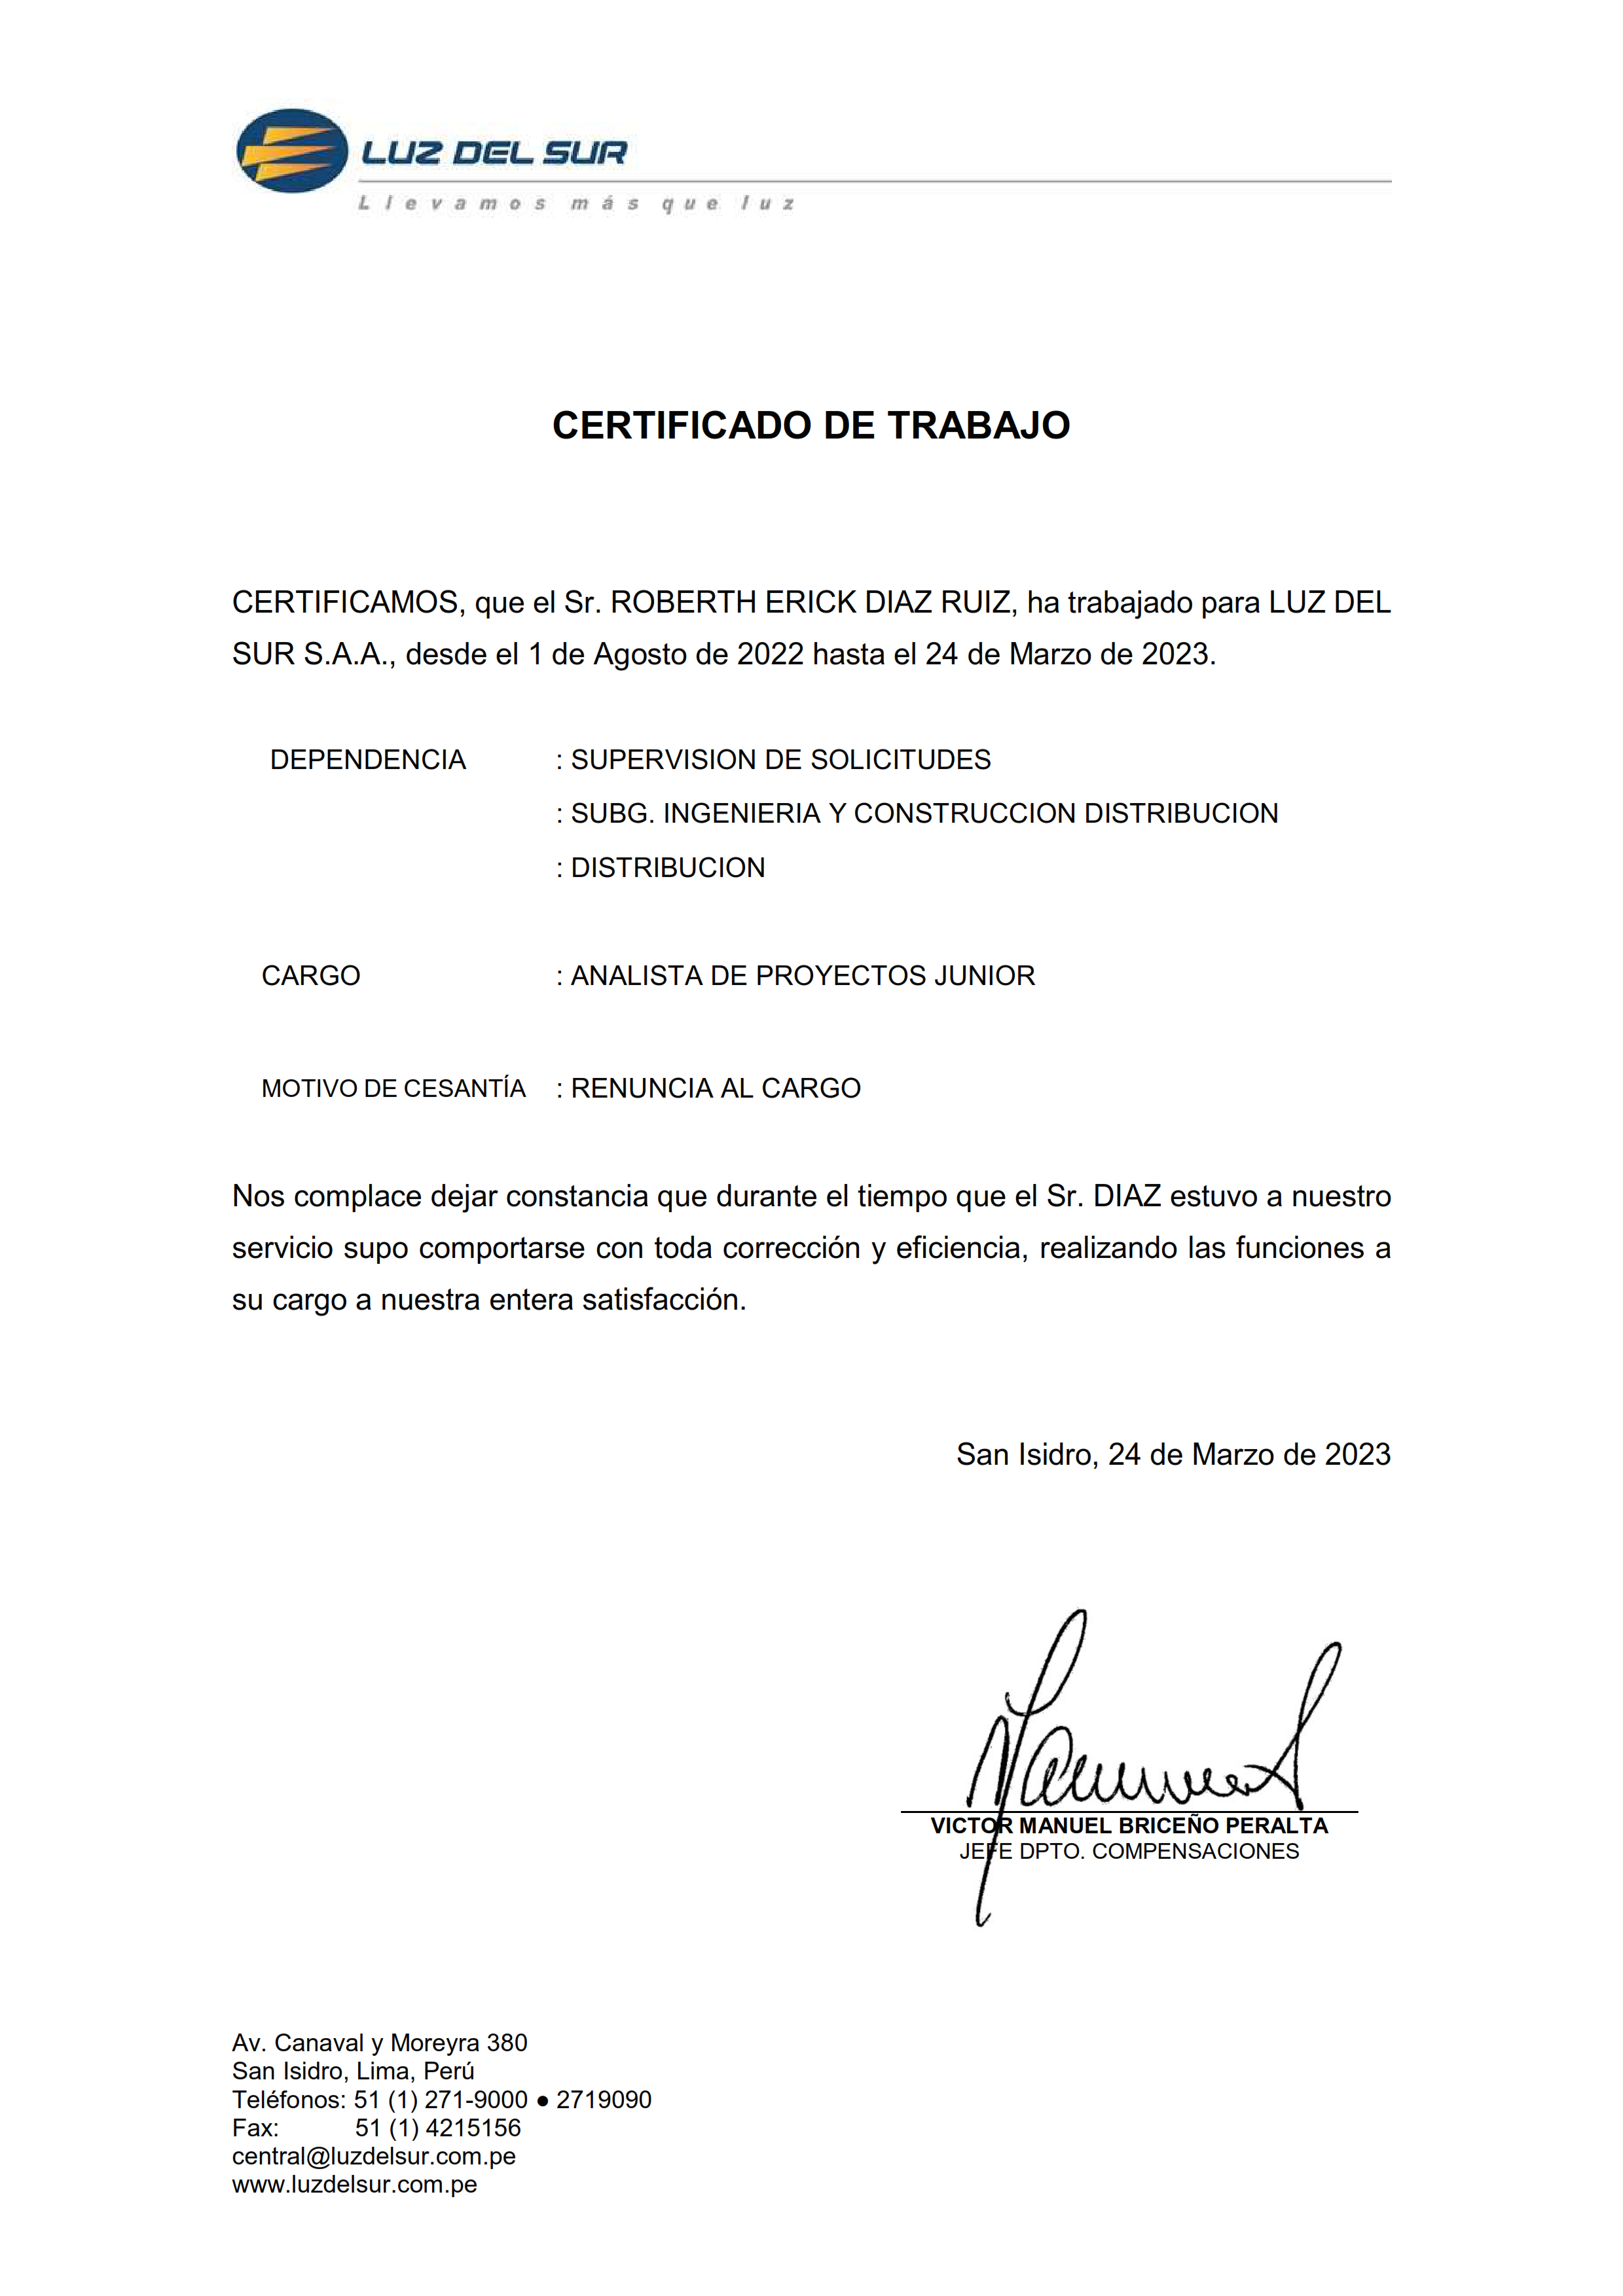 LUZ DEL SUR
Llevamos más que luz
CERTIFICADO DE TRABAJO
CERTIFICAMOS, que el Sr. ROBERTH ERICK DIAZ RUIZ, ha trabajado para LUZ DEL
SUR S.A.A., desde el 1 de Agosto de 2022 hasta el 24 de Marzo de 2023.
DEPENDENCIA : SUPERVISION DE SOLICITUDES
: SUBG. INGENIERIA Y CONSTRUCCION DISTRIBUCION
: DISTRIBUCION
CARGO : ANALISTA DE PROYECTOS JUNIOR
MOTIVO DE CESANTÍA : RENUNCIA AL CARGO
Nos complace dejar constancia que durante el tiempo que el Sr. DIAZ estuvo a nuestro
servicio supo comportarse con toda corrección y eficiencia, realizando las funciones a
su cargo a nuestra entera satisfacción.
San Isidro, 24 de Marzo de 2023
VICTOR MANUEL BRICEÑO PERALTA
JEFE DPTO. COMPENSACIONES
Av. Canaval y Moreyra 380
San Isidro, Lima, Perú
Teléfonos: 51 (1) 271-9000 ● 2719090
Fax: 51 (1) 4215156
central@luzdelsur.com.pe
www.luzdelsur.com.pe